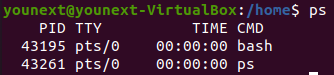 younext@younext-VirtualBox:/home$ ps
    PID TTY          TIME CMD
  43195 pts/0    00:00:00 bash
  43261 pts/0    00:00:00 ps